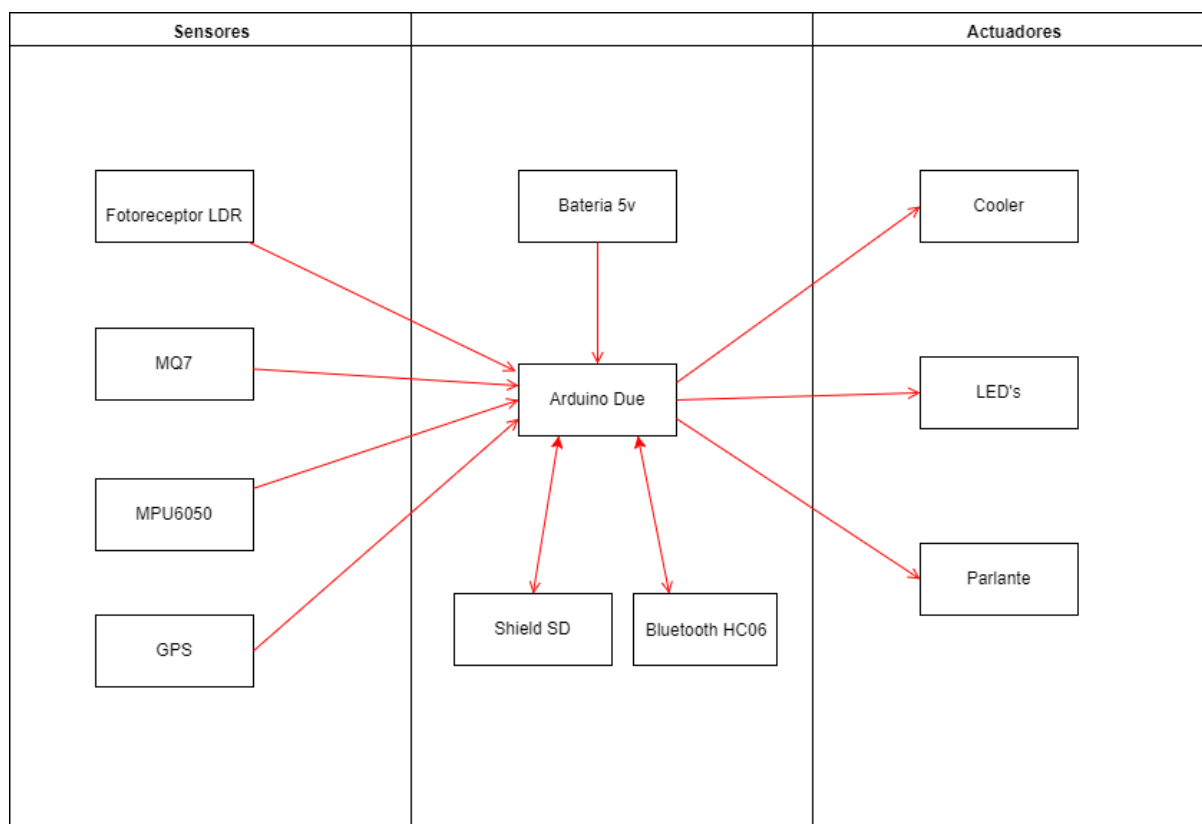 Sensores
Actuadores
Fotoreceptor LDR
Bateria 5v
Cooler
MQ7
Arduino Due
LED's
MPU6050
Parlante
GPS
Shield SD
Bluetooth HC06